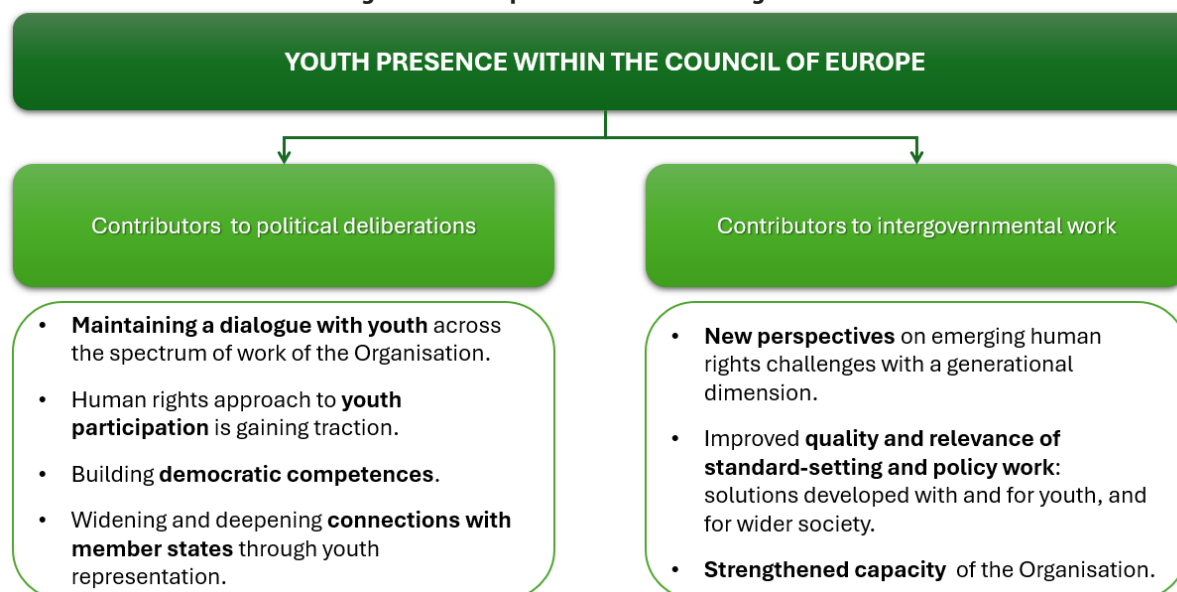 YOUTH PRESENCE WITHIN THE COUNCIL OF EUROPE
Contributors to political deliberations
Contributors to intergovernmental work
• Maintaining a dialogue with youth across
the spectrum of work of the Organisation.
• Human rights approach to youth
participation is gaining traction.
• Building democratic competences.
• Widening and deepening connections with
member states through youth
representation.
• New perspectives on emerging human
rights challenges with a generational
dimension.
• Improved quality and relevance of
standard-setting and policy work:
solutions developed with and for youth, and
for wider society.
• Strengthened capacity of the Organisation.